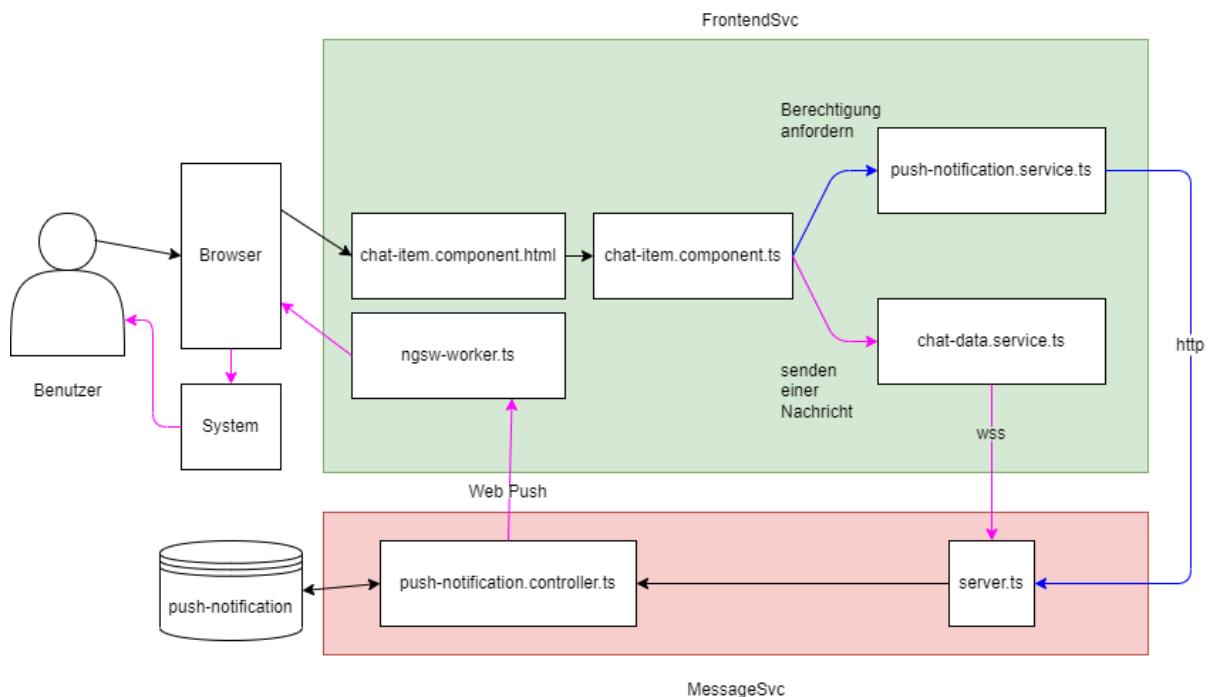 FrontendSvc
Berechtigung
anfordern
push-notification.service.ts
Browser
chat-item.component.html
chat-item.component.ts
ngsw-worker.ts
chat-data.service.ts
http
senden
einer
Nachricht
Benutzer
System
wss
Web Push
push-notification
push-notification.controller.ts
server.ts
MessageSvc